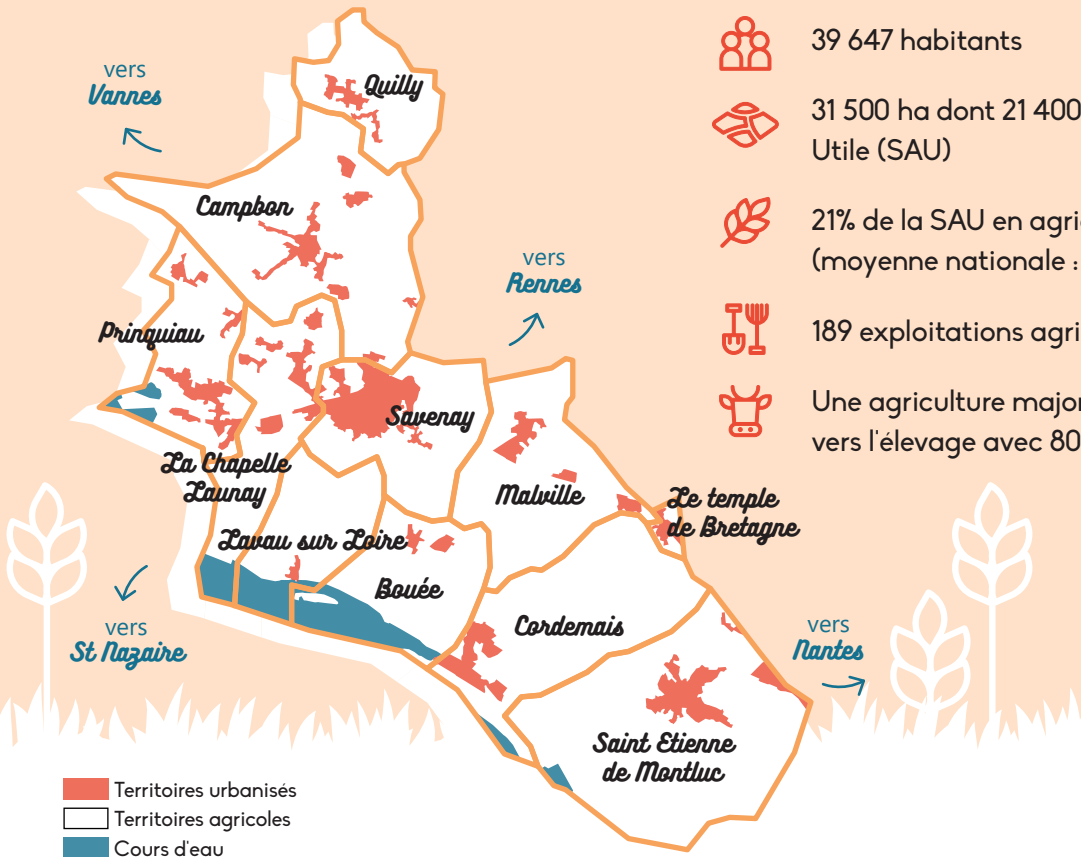 39 647 habitants
31 500 ha dont 21 400
Utile (SAU)
21% de la SAU en agri
(moyenne nationale :
189 exploitations agri
Une agriculture major
vers l'élevage avec 80
vers
Vannes
Quilly
Campbon
vers
Rennes
Prinquiau
Savenay
La Chapelle
Launay
Malville
Le temple
de Bretagne
Lavau sur Loire
Bouée
Cordemais
vers
St Nazaire
vers
Nantes
Saint Etienne
de Montluc
Territoires urbanisés
Territoires agricoles
Cours d'eau